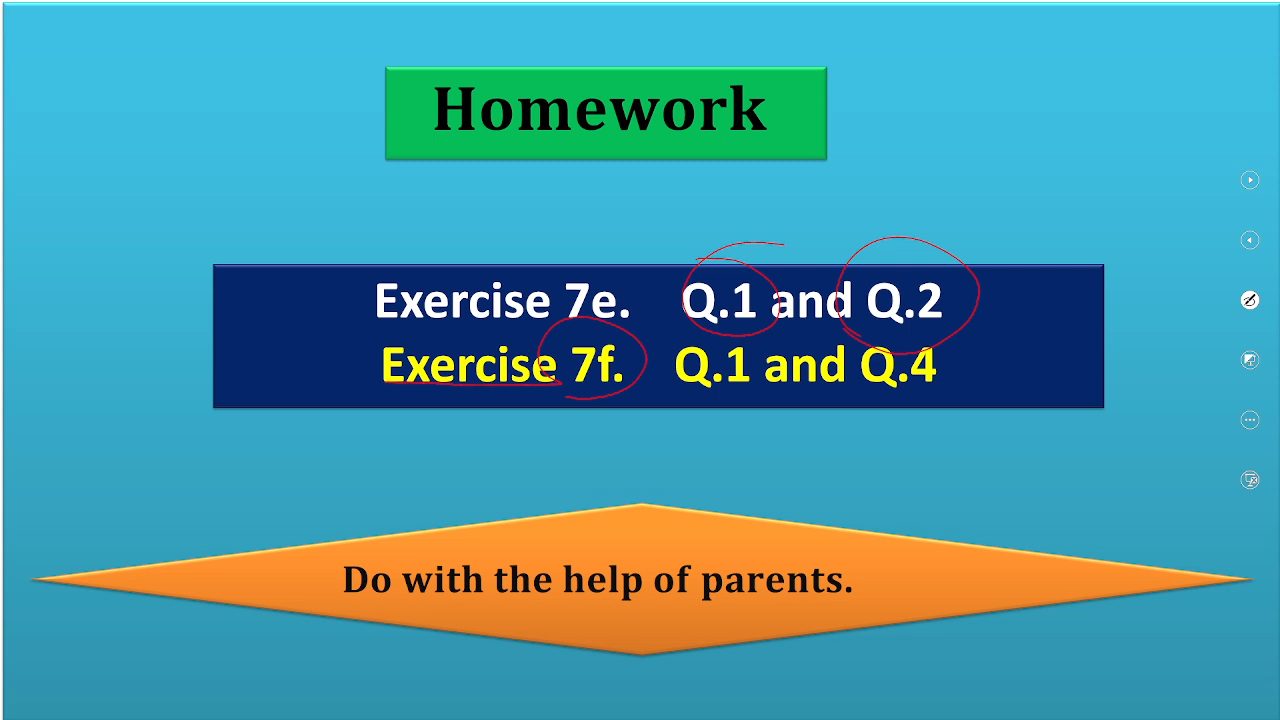 Homework
Exercise 7e. Q.1 and Q.2
Exercise 7f. Q.1 and Q.4
Do with the help of parents.